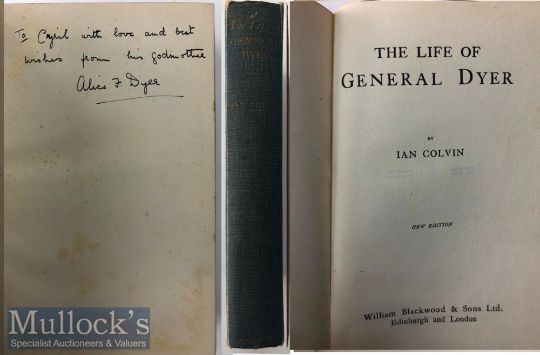 To Cyril with love and best
wishes from his godmother
Alice F Dyer
Mullock's
Specialist Auctioneers & Valuers
The Life of
GENERAL
DYER
IAN COLVIN
THE LIFE OF
GENERAL DYER
BY
IAN COLVIN
NEW EDITION
William Blackwood & Sons Ltd.
Edinburgh and London